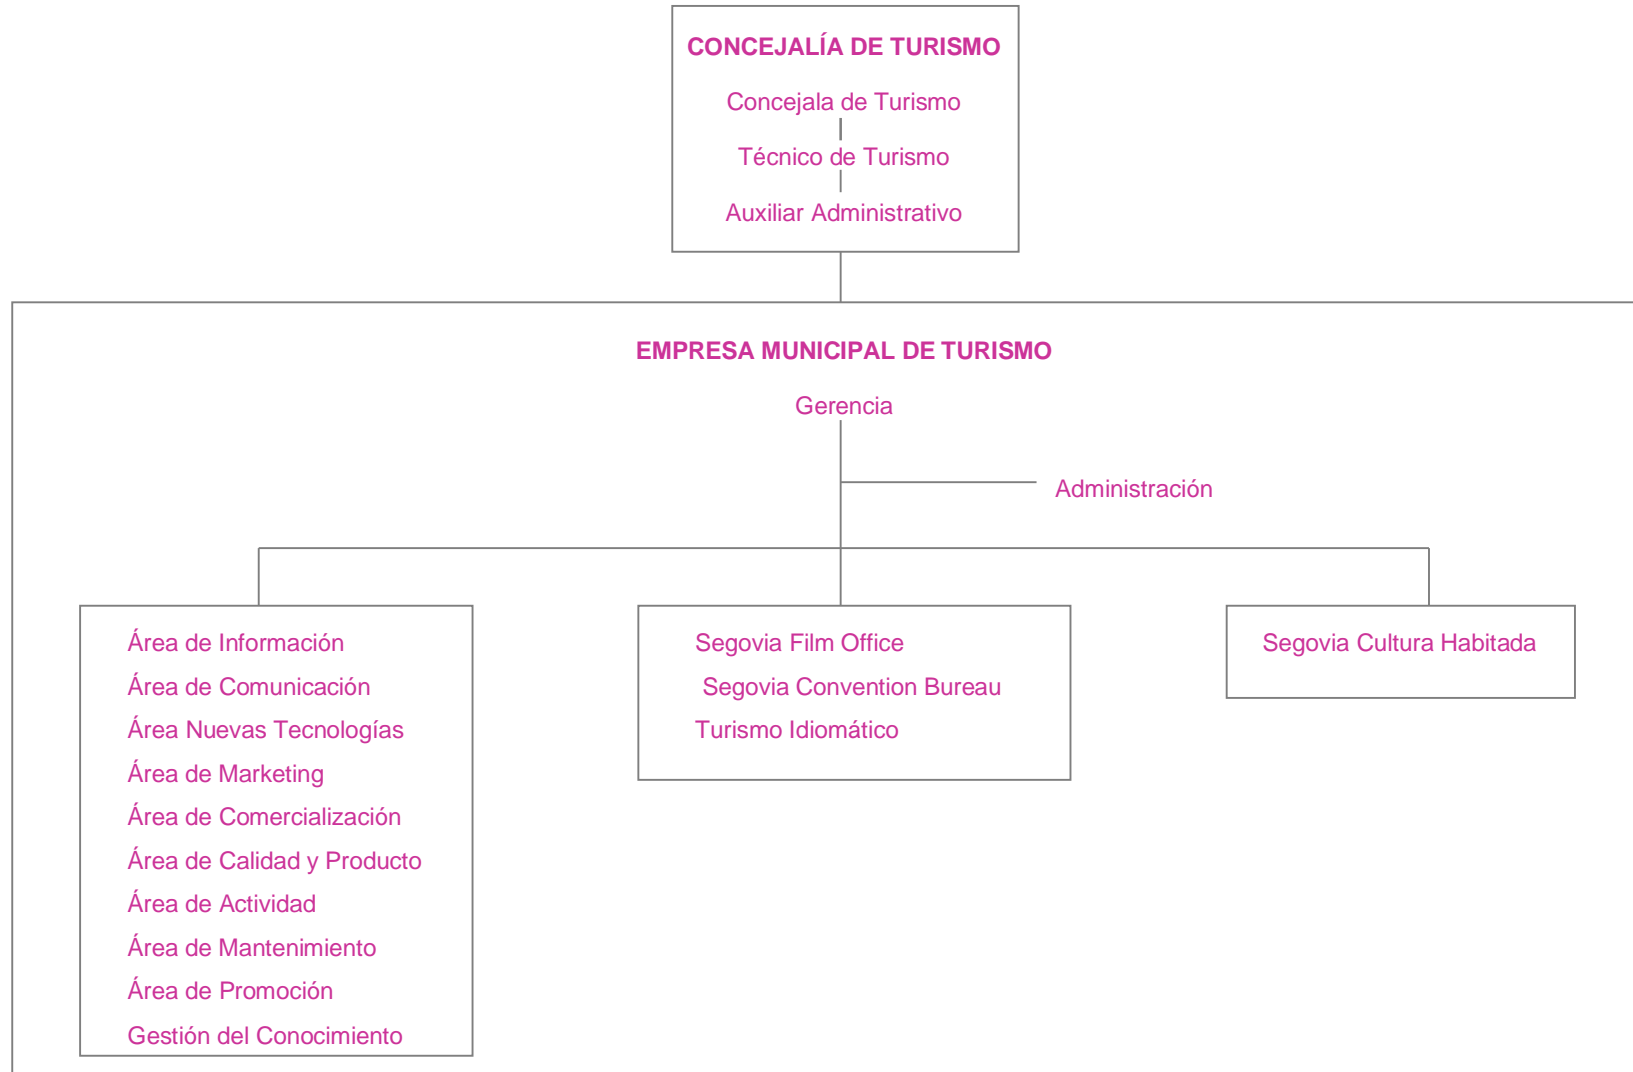 CONCEJALÍA DE TURISMO
Concejala de Turismo
Técnico de Turismo
Auxiliar Administrativo
EMPRESA MUNICIPAL DE TURISMO
Gerencia
Administración
Área de Información
Área de Comunicación
Área Nuevas Tecnologías
Área de Marketing
Área de Comercialización
Área de Calidad y Producto
Área de Actividad
Área de Mantenimiento
Área de Promoción
Gestión del Conocimiento
Segovia Film Office
Segovia Convention Bureau
Turismo Idiomático
Segovia Cultura Habitada